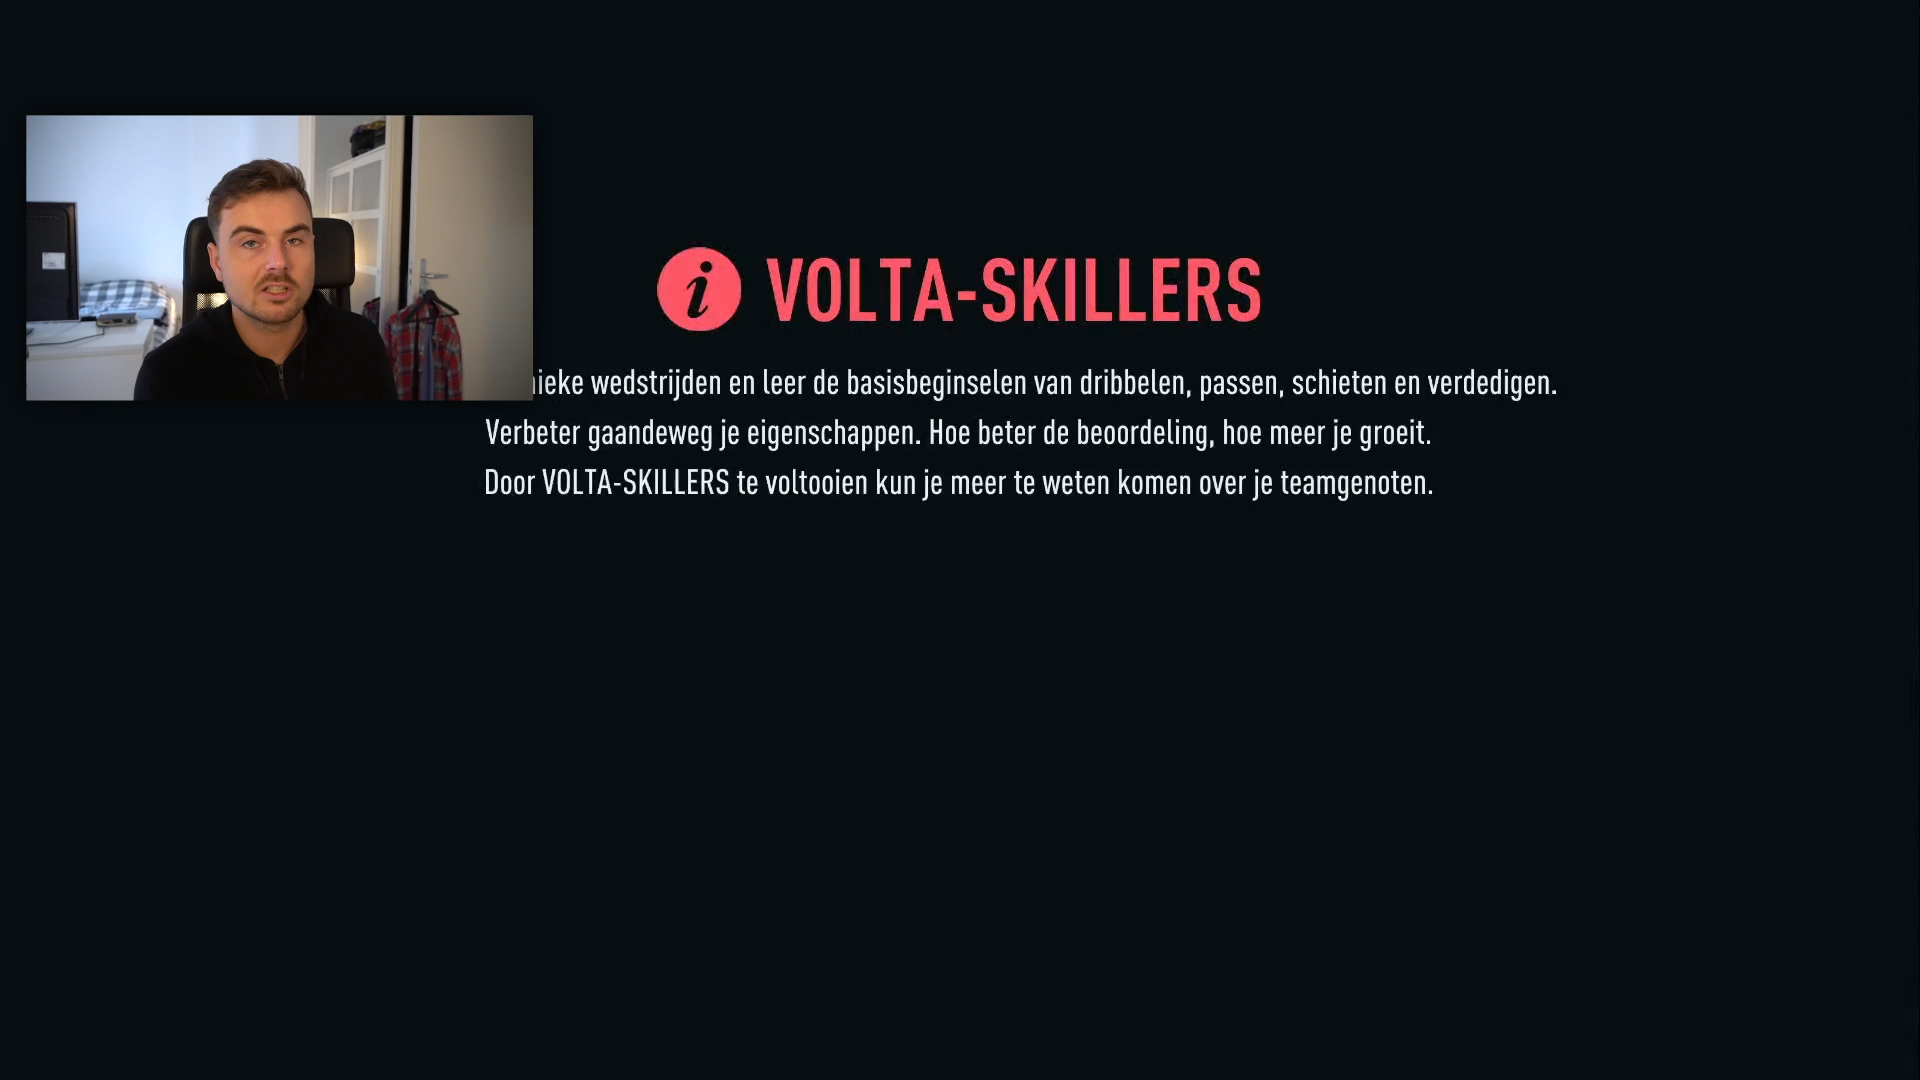 VOLTA-SKILLERS
wedstrijden en leer de basisbeginselen van dribbelen, passen, schieten en verdedigen.
Verbeter gaandeweg je eigenschappen. Hoe beter de beoordeling, hoe meer je groeit.
Door VOLTA-SKILLERS te voltooien kun je meer te weten komen over je teamgenoten.